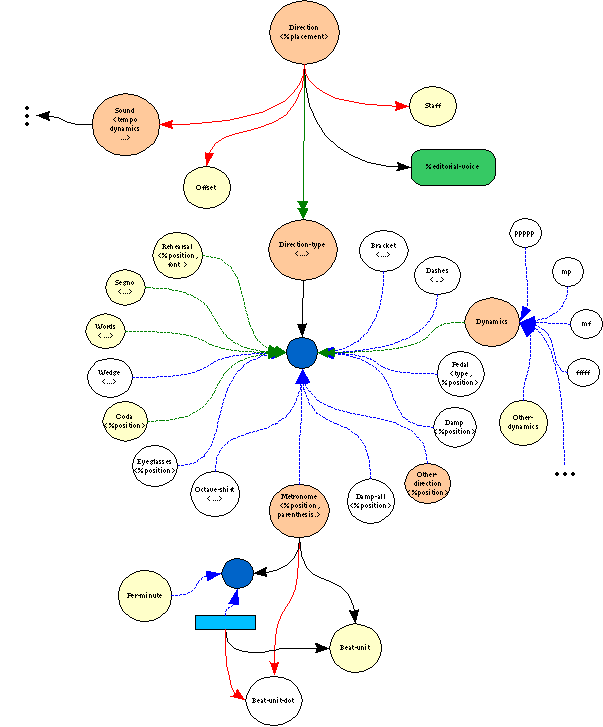 Direction
<%placement>
Sound
<tempo
dynamics
...>
Staff
%editorial-voice
Offset
Direction-type
<...>
Rehearsal
<%position,
font >
Bracket
<...>
Dashes
<...>
ppppp
mp
mf
fffff
Dynamics
Other-
dynamics
Segno
<...>
Words
<...>
Wedge
<...>
Coda
<%position>
Eyeglasses
<%position>
Octave-shift
<...>
Metronome
<%position,
parenthesis.>
Damp-all
<%position>
Other-
direction
<%position>
Damp
<%position>
Pedal
<type,
%position>
Per-minute
Beat-unit
Beat-unit-dot